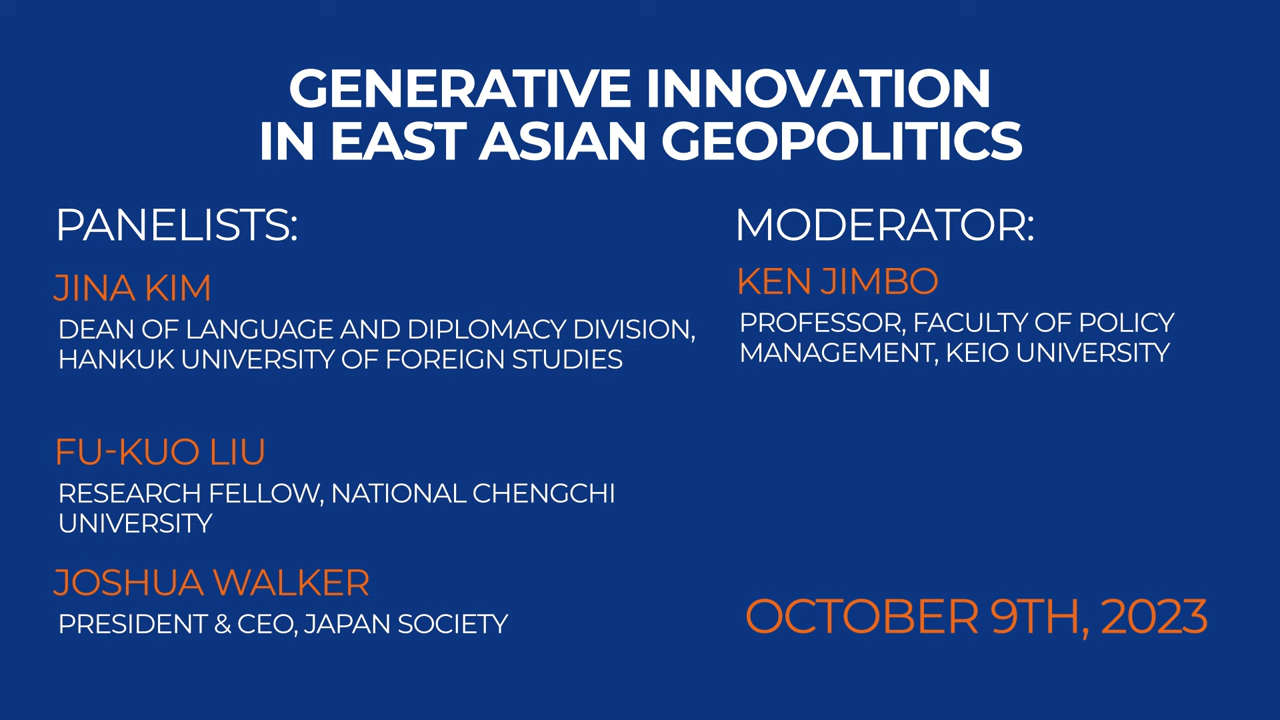 GENERATIVE INNOVATION
IN EAST ASIAN GEOPOLITICS
PANELISTS:
JINA KIM
DEAN OF LANGUAGE AND DIPLOMACY DIVISION,
HANKUK UNIVERSITY OF FOREIGN STUDIES
FU-KUO LIU
RESEARCH FELLOW, NATIONAL CHENGCHI
UNIVERSITY
JOSHUA WALKER
PRESIDENT & CEO, JAPAN SOCIETY
MODERATOR:
KEN JIMBO
PROFESSOR, FACULTY OF POLICY
MANAGEMENT, KEIO UNIVERSITY
OCTOBER 9TH, 2023